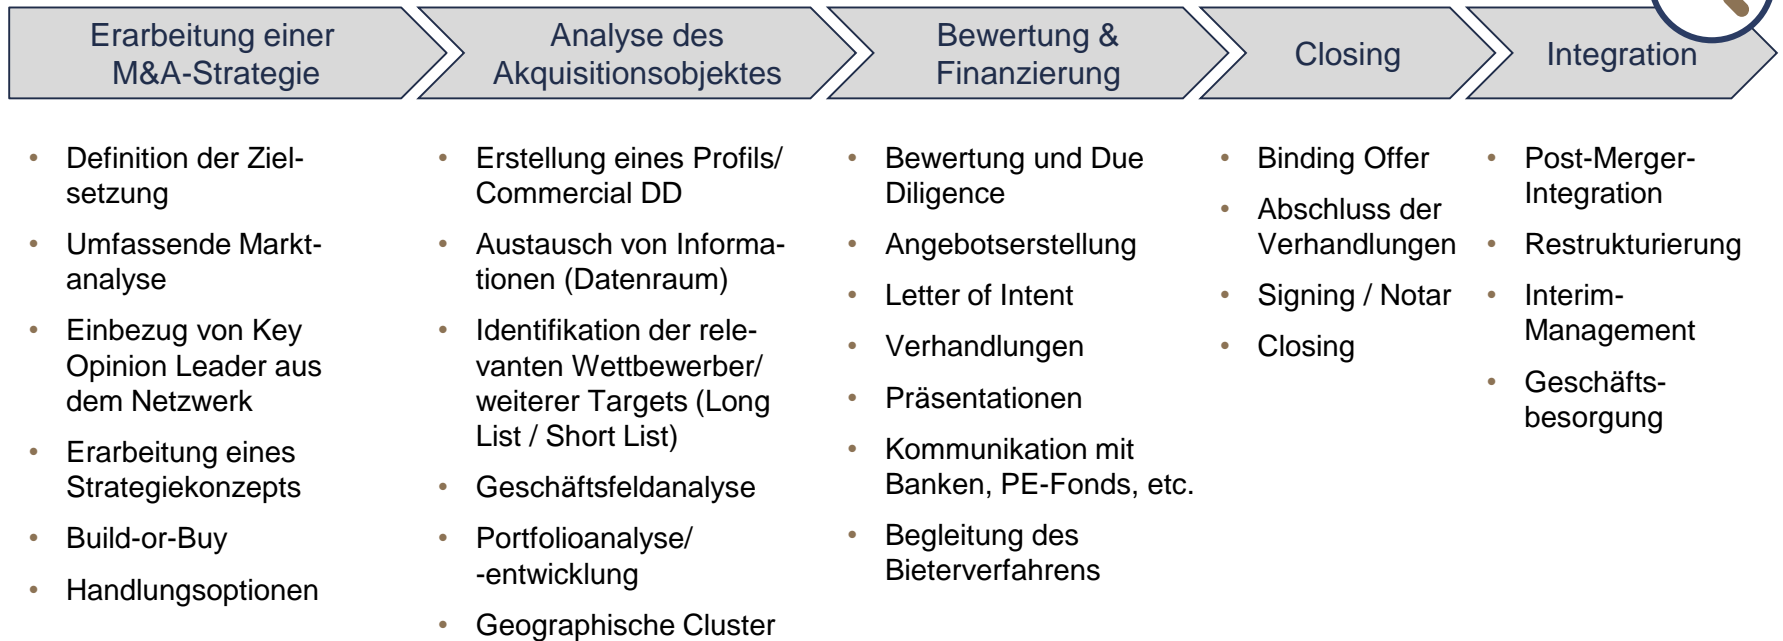 Erarbeitung einer
M&A-Strategie
Analyse des
Akquisitionsobjektes
Bewertung &
Finanzierung
Closing
Integration
• Definition der Ziel-
setzung
• Umfassende Markt-
analyse
• Einbezug von Key
Opinion Leader aus
dem Netzwerk
• Erarbeitung eines
Strategiekonzepts
• Build-or-Buy
• Handlungsoptionen
• Erstellung eines Profils/
Commercial DD
• Austausch von Informa-
tionen (Datenraum)
• Identifikation der rele-
vanten Wettbewerber/
weiterer Targets (Long
List / Short List)
• Geschäftsfeldanalyse
• Portfolioanalyse/
-entwicklung
• Geographische Cluster
• Bewertung und Due
Diligence
• Angebotserstellung
• Letter of Intent
• Verhandlungen
• Präsentationen
• Kommunikation mit
Banken, PE-Fonds, etc.
• Begleitung des
Bieterverfahrens
• Binding Offer
• Abschluss der
Verhandlungen
• Signing / Notar
• Closing
• Post-Merger-
Integration
• Restrukturierung
• Interim-
Management
• Geschäfts-
besorgung